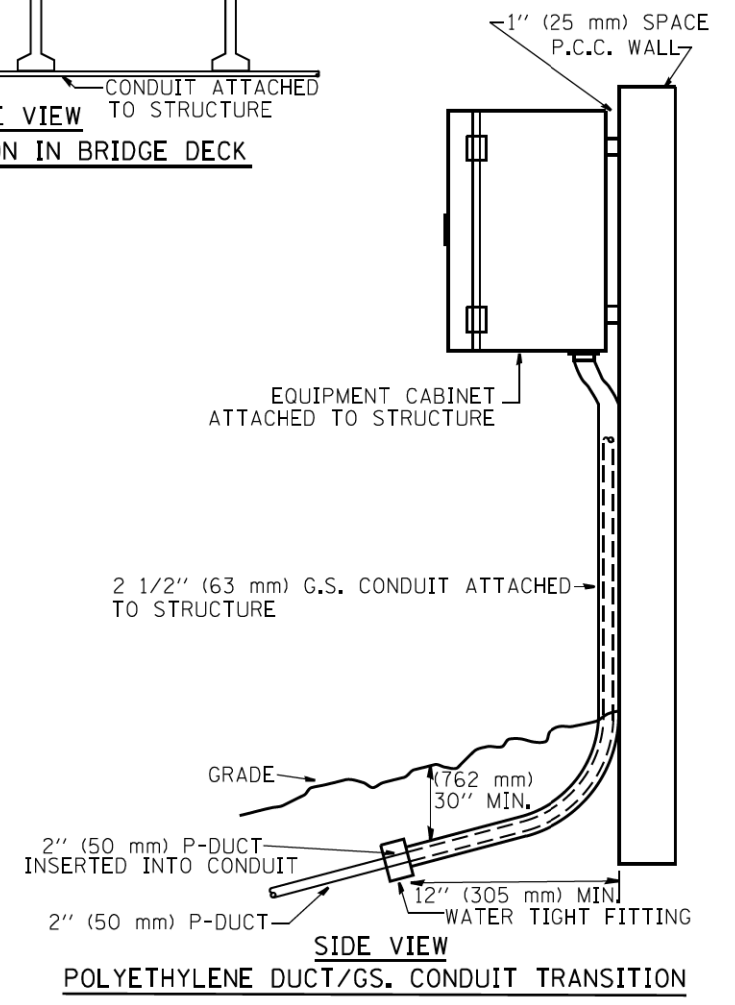 1" (25 mm) SPACE
P.C.C. WALL
CONDUIT ATTACHED
TO STRUCTURE
VIEW
IN BRIDGE DECK
EQUIPMENT CABINET
ATTACHED TO STRUCTURE
2 1/2" (63 mm) G.S. CONDUIT ATTACHED
TO STRUCTURE
GRADE
(762 mm)
30" MIN.
2" (50 mm) P-DUCT
INSERTED INTO CONDUIT
12" (305 mm) MIN.
2" (50 mm) P-DUCT
WATER TIGHT FITTING
SIDE VIEW
POLYETHYLENE DUCT/GS. CONDUIT TRANSITION